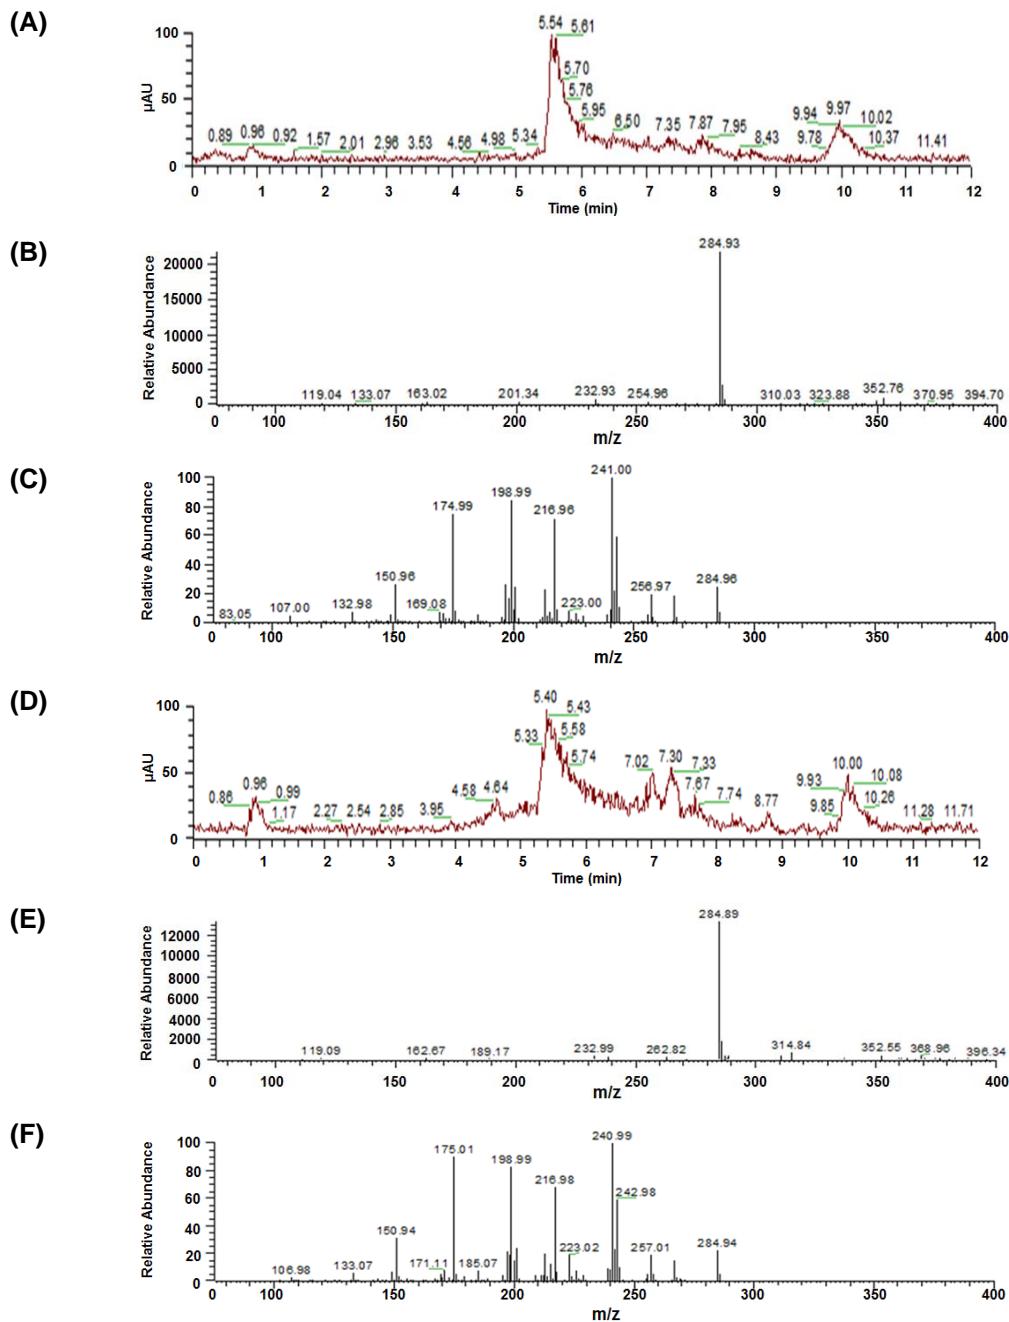 (A)
5.54 5.61
100
5.70
µAU
5.76
50
5.95
6.50
7.35 7.87 7.95
9.94 9.97 10.02
0.89 0.96 0.92 1.57 2.01 2.96 3.53 4.56 4.98 5.34
8.43 9.78 10.37 11.41
0
0 1 2 3 4 5 6 7 8 9 10 11 12
Time (min)
(B)
284.93
20000
15000
10000
5000
0
Relative Abundance
119.04 133.07 163.02 201.34 232.93 254.96 310.03 323.88 352.76 370.95 394.70
0 100 150 200 250 300 350 400
m/z
(C)
241.00
100
198.99
174.99
216.96
80
60
40
20
0
Relative Abundance
150.96
256.97 284.96
83.05 107.00 132.98 169.08 223.00
0 100 150 200 250 300 350 400
m/z
(D)
5.40
100
5.43
5.33 5.58
5.74
µAU
50
7.02 7.30 7.33
7.67
7.74
10.00
9.93 10.08
0.86 0.96 0.99
1.17 2.27 2.54 2.85 3.95 4.58 4.64
8.77 9.85 10.26 11.28 11.71
0
0 1 2 3 4 5 6 7 8 9 10 11 12
Time (min)
(E)
284.89
12000
10000
8000
6000
4000
2000
0
Relative Abundance
119.09 162.67 189.17 232.99 262.82 314.84 352.55 368.96 396.34
0 100 150 200 250 300 350 400
m/z
(F)
240.99
100
175.01
198.99
216.98
242.98
80
60
40
20
0
Relative Abundance
150.94
223.02 257.01 284.94
106.98 133.07 171.11 185.07
0 100 150 200 250 300 350 400
m/z